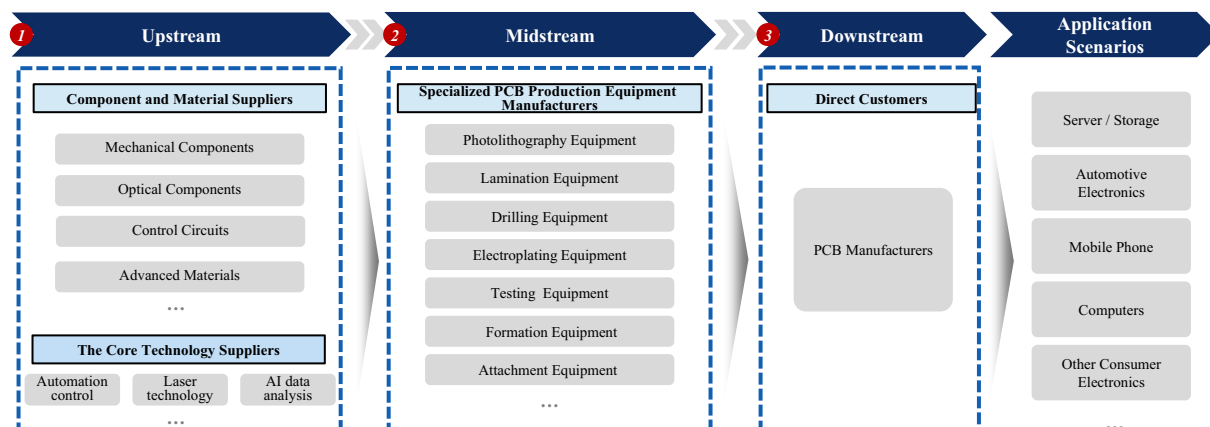 1
Upstream
2
Midstream
3
Downstream
Application
Scenarios
Component and Material Suppliers
Mechanical Components
Optical Components
Control Circuits
Advanced Materials
...
The Core Technology Suppliers
Automation
control
Laser
technology
AI data
analysis
...
Specialized PCB Production Equipment
Manufacturers
Photolithography Equipment
Lamination Equipment
Drilling Equipment
Electroplating Equipment
Testing Equipment
Formation Equipment
Attachment Equipment
...
Direct Customers
PCB Manufacturers
Server / Storage
Automotive
Electronics
Mobile Phone
Computers
Other Consumer
Electronics
...